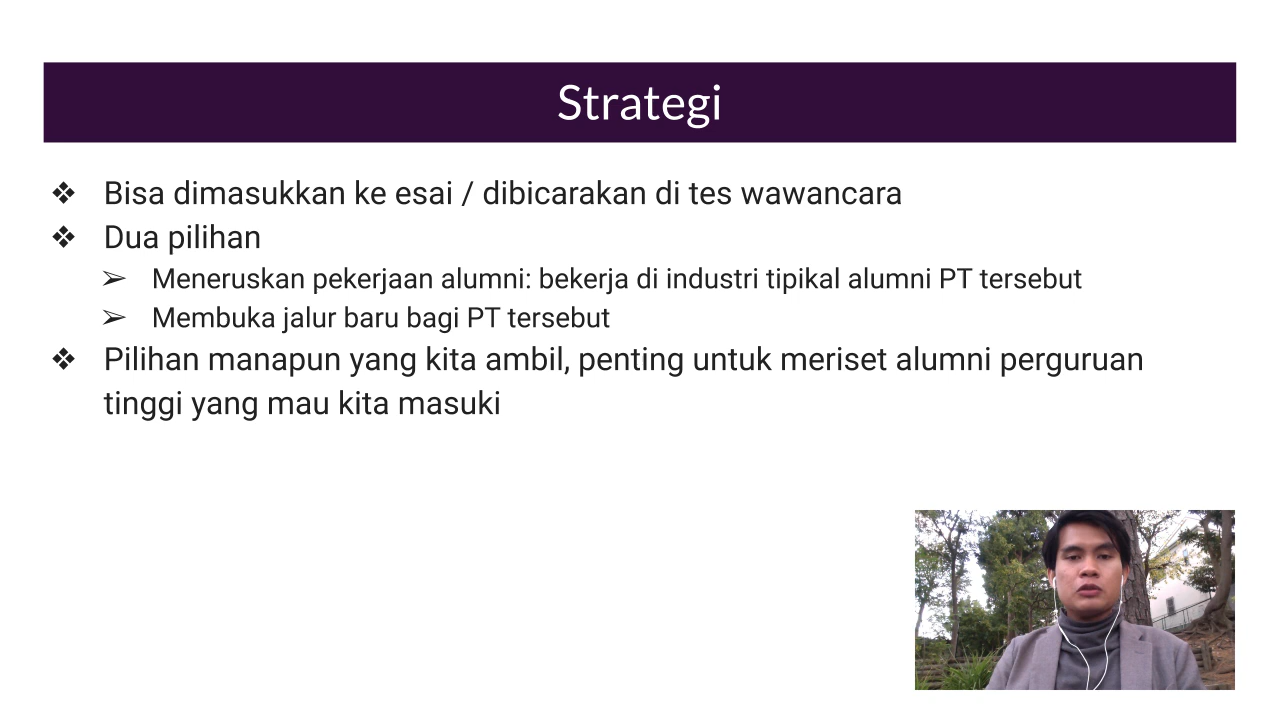 Strategi
❖ Bisa dimasukkan ke esai / dibicarakan di tes wawancara
❖ Dua pilihan
➢ Meneruskan pekerjaan alumni: bekerja di industri tipikal alumni PT tersebut
➢ Membuka jalur baru bagi PT tersebut
❖ Pilihan manapun yang kita ambil, penting untuk meriset alumni perguruan
tinggi yang mau kita masuki